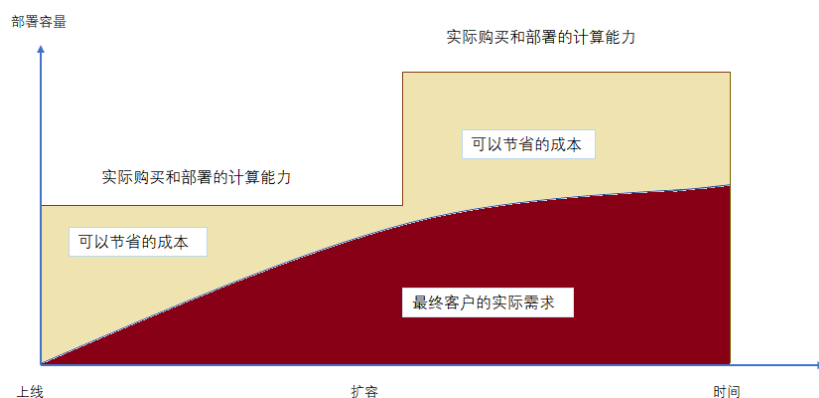 部署容量
实际购买和部署的计算能力
可以节省的成本
实际购买和部署的计算能力
可以节省的成本
最终客户的实际需求
上线
扩容
时间